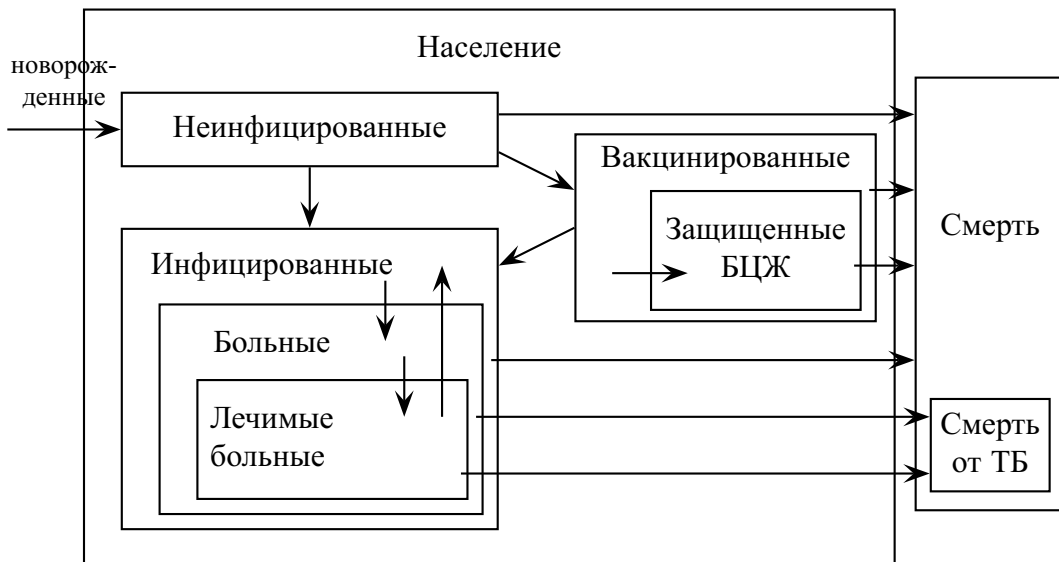 Население
новорож-
денные
Неинфицированные
Вакцинированные
Защищенные
БЦЖ
Смерть
Инфицированные
Больные
Лечимые
больные
Смерть
от ТБ